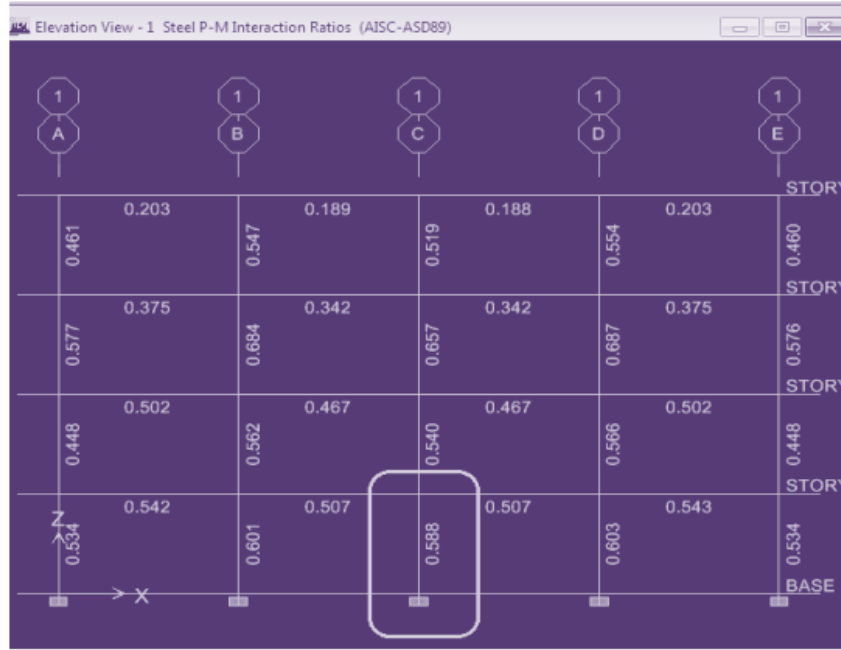 Elevation View - 1 Steel P-M Interaction Ratios (AISC-ASD89)
1 1 1 1 1
A B C D E
STORY
0.203 0.189 0.188 0.203
0.461 0.547 0.519 0.554 0.460
STORY
0.375 0.342 0.342 0.375
0.577 0.684 0.657 0.687 0.576
STORY
0.502 0.467 0.467 0.502
0.448 0.562 0.540 0.566 0.448
STORY
0.542 0.507 0.507 0.543
Z
0.534 0.601 0.588 0.603 0.534
BASE
X